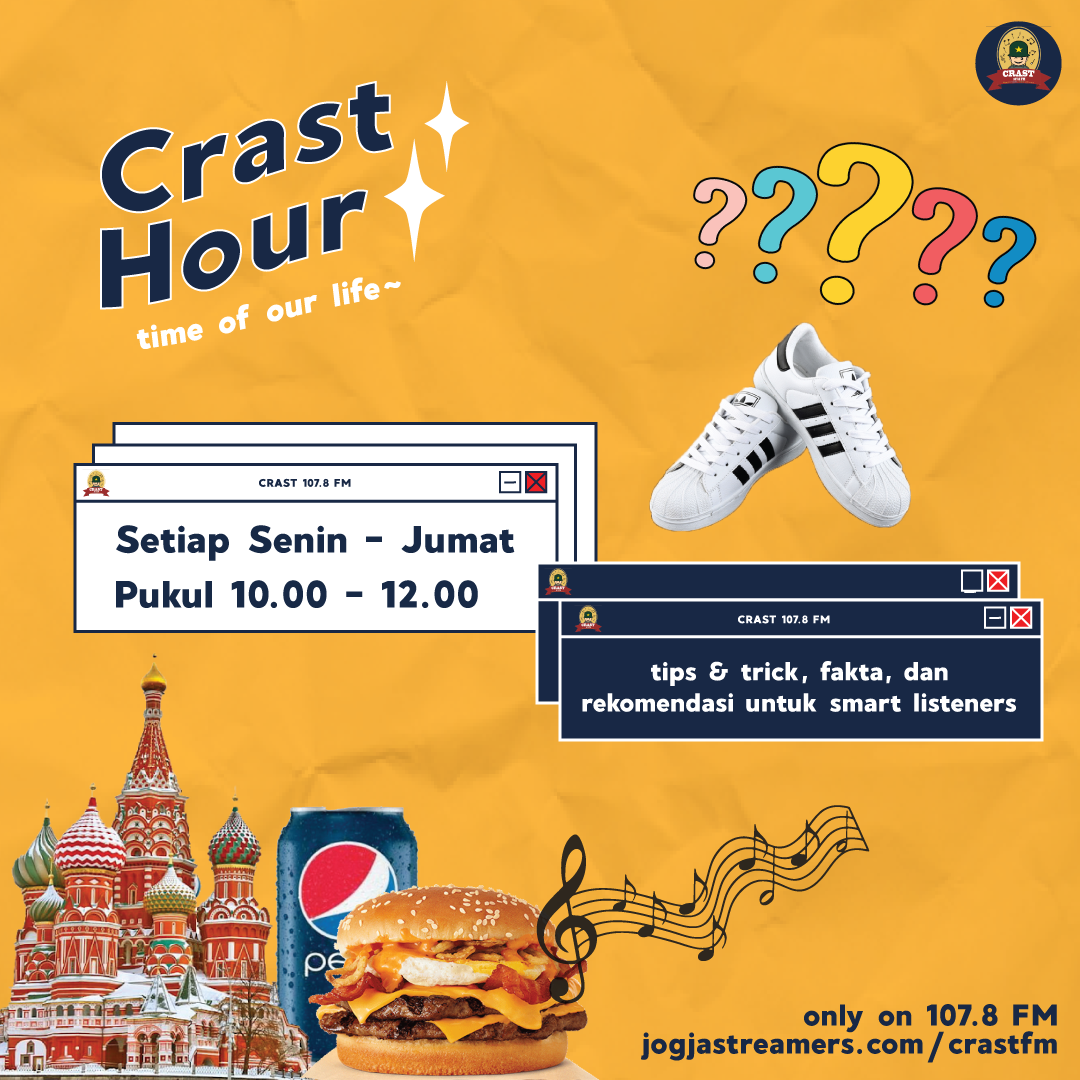 CRAST
Crast
Hour
time of our life~
? ? ? ? ?
CRAST 107.8 FM
Setiap Senin - Jumat
Pukul 10.00 - 12.00
CRAST 107.8 FM
tips & trick, fakta, dan
rekomendasi untuk smart listeners
pe
only on 107.8 FM
jogjastreamers.com/crastfm